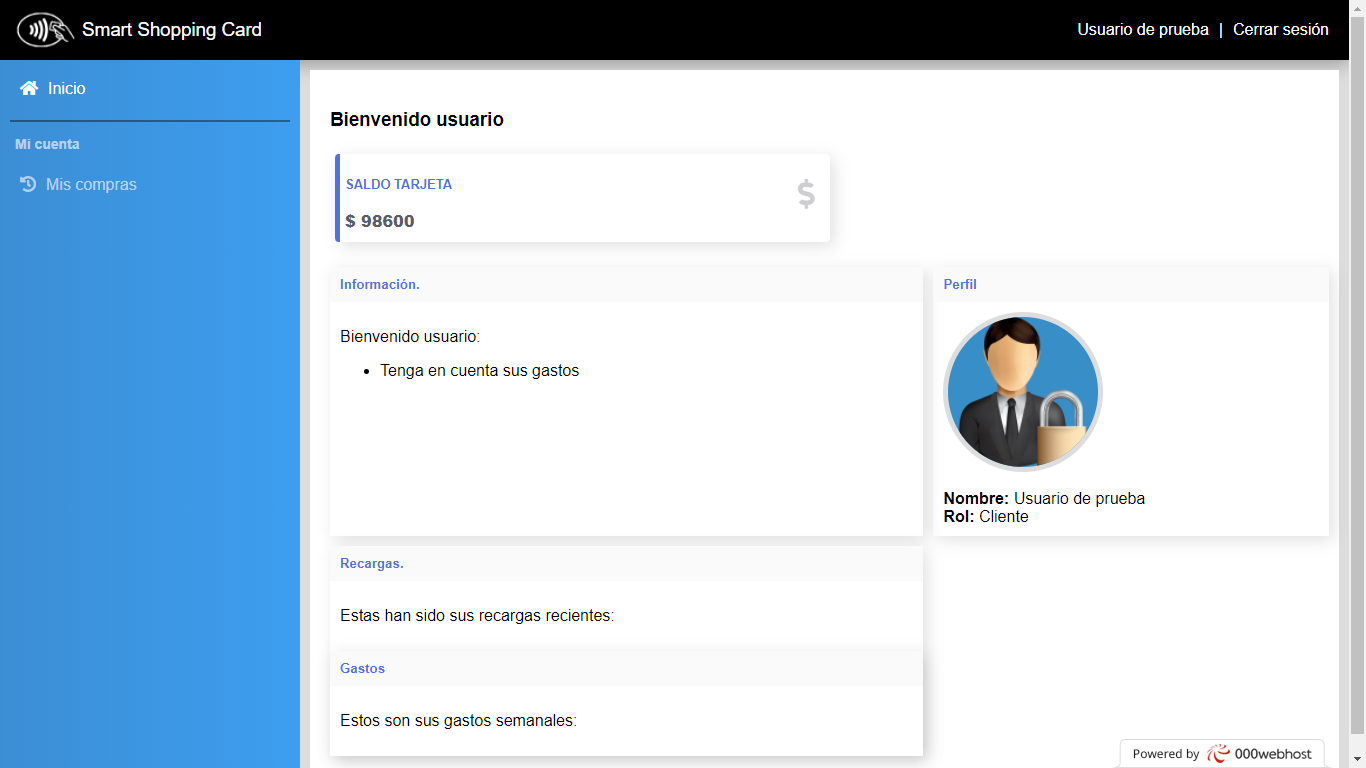 Smart Shopping Card
Usuario de prueba | Cerrar sesión
Inicio
Mi cuenta
Mis compras
Bienvenido usuario
SALDO TARJETA
$
$ 98600
Información.
Bienvenido usuario:
• Tenga en cuenta sus gastos
Perfil
Nombre: Usuario de prueba
Rol: Cliente
Recargas.
Estas han sido sus recargas recientes:
Gastos
Estos son sus gastos semanales:
Powered by 000webhost